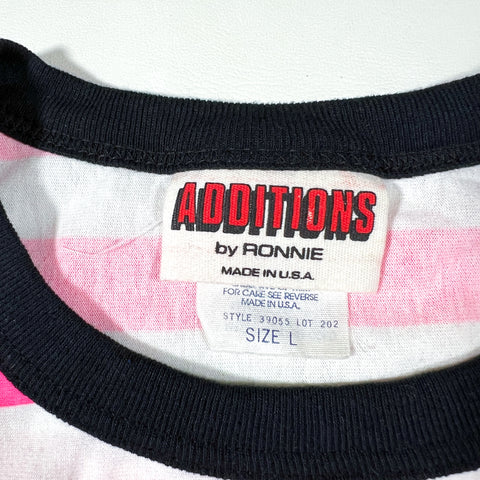 ADDITIONS
by RONNIE
MADE IN U.S.A.
FOR CARE SEE REVERSE
MADE IN U.S.A.
STYLE 39055 LOT 202
SIZE L